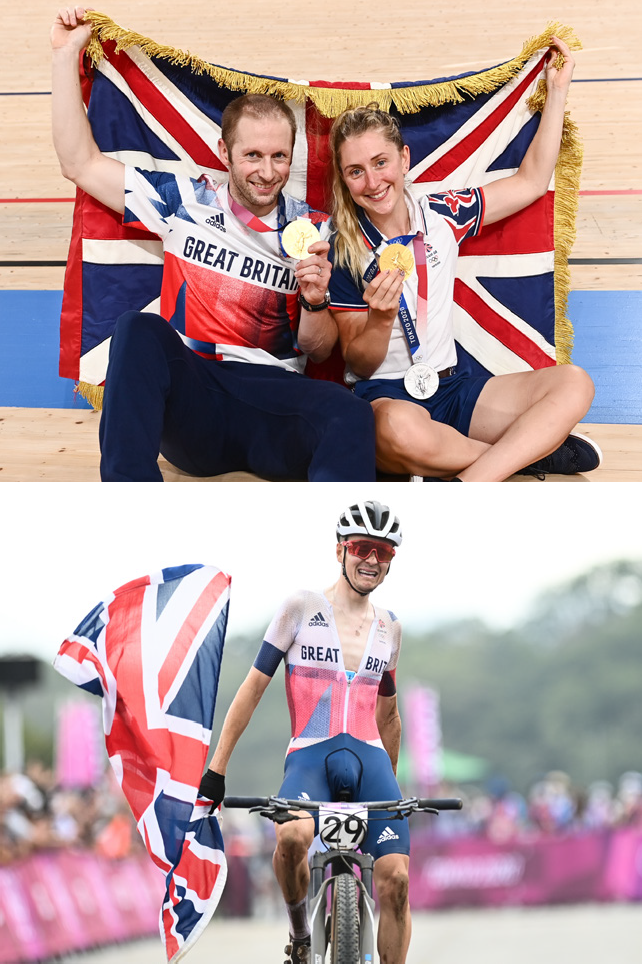 adidas
GREAT BRITAIN
TOKYO 2020
adidas
GREAT BRIT
29
adidas